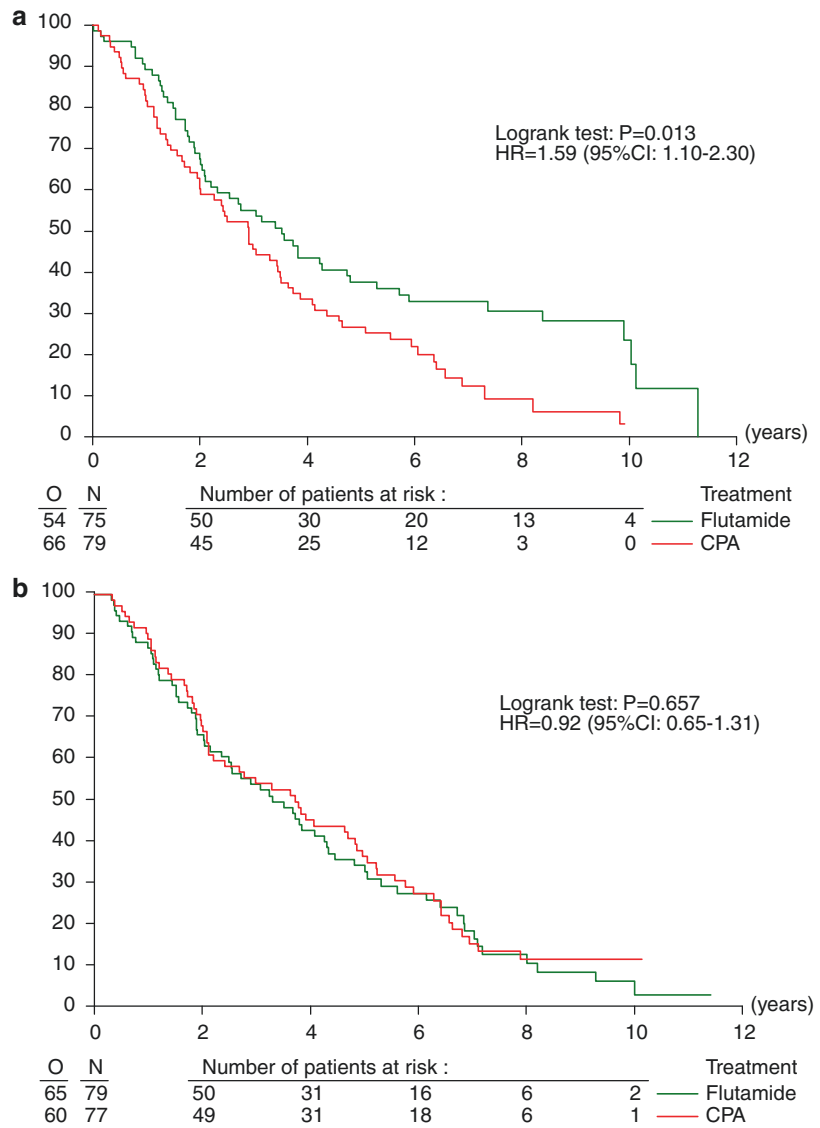 a
100
90
80
70
60
50
40
30
20
10
0
Logrank test: P=0.013
HR=1.59 (95%CI: 1.10-2.30)
(years)
0 2 4 6 8 10 12
O N Number of patients at risk : Treatment
54 75 50 30 20 13 4 Flutamide
66 79 45 25 12 3 0 CPA
b
100
90
80
70
60
50
40
30
20
10
0
Logrank test: P=0.657
HR=0.92 (95%CI: 0.65-1.31)
(years)
0 2 4 6 8 10 12
O N Number of patients at risk : Treatment
65 79 50 31 16 6 2 Flutamide
60 77 49 31 18 6 1 CPA